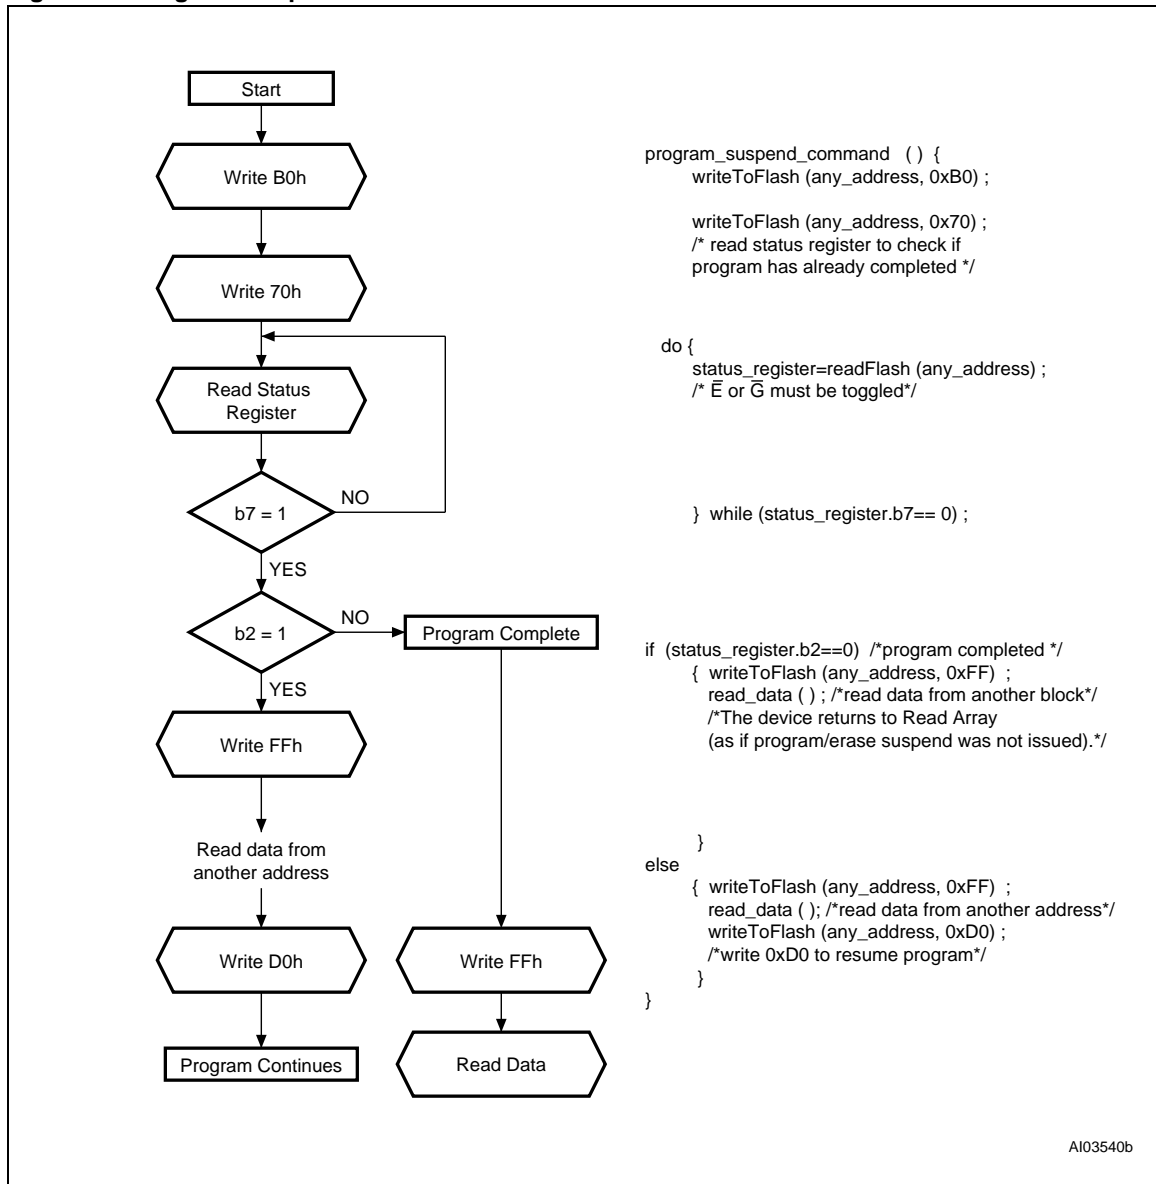 Start
Write B0h
Write 70h
Read Status
Register
NO
b7 = 1
YES
NO
b2 = 1
Program Complete
YES
Write FFh
Read data from
another address
Write D0h
Write FFh
Program Continues
Read Data
program_suspend_command ( ) {
writeToFlash (any_address, 0xB0) ;
writeToFlash (any_address, 0x70) ;
/* read status register to check if
program has already completed */
do {
status_register=readFlash (any_address) ;
/* E̅ or G̅ must be toggled*/
} while (status_register.b7== 0) ;
if (status_register.b2==0) /*program completed */
{ writeToFlash (any_address, 0xFF) ;
read_data ( ) ; /*read data from another block*/
/*The device returns to Read Array
(as if program/erase suspend was not issued).*/
}
else
{ writeToFlash (any_address, 0xFF) ;
read_data ( ); /*read data from another address*/
writeToFlash (any_address, 0xD0) ;
/*write 0xD0 to resume program*/
}
}
AI03540b